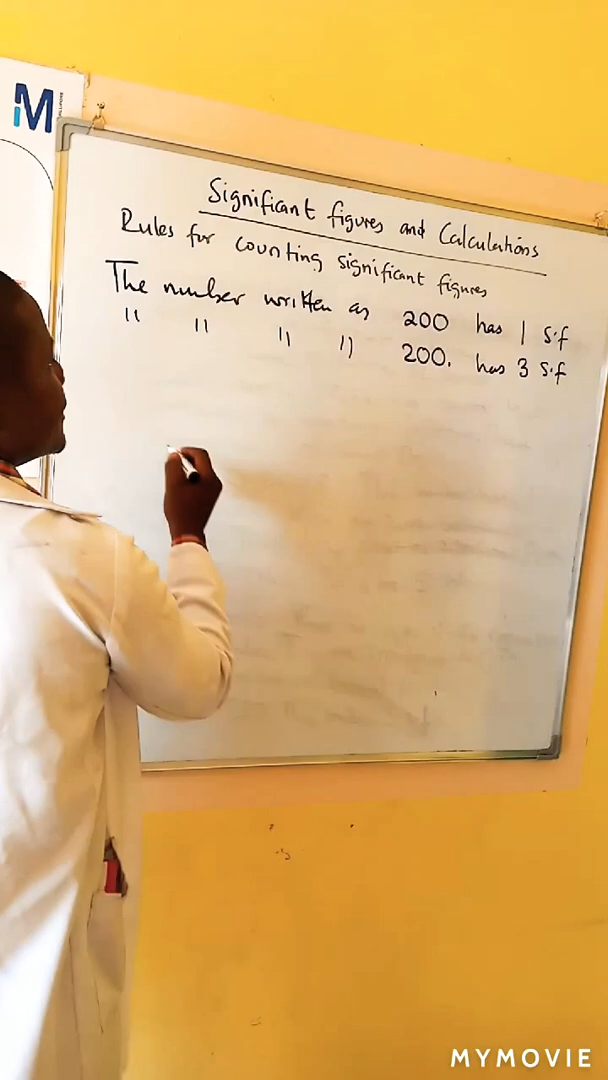 M
Significant figures and Calculations
Rules for counting significant figures
The number written as 200 has 1 s.f
" " " " 200. has 3 s.f
MYMOVIE